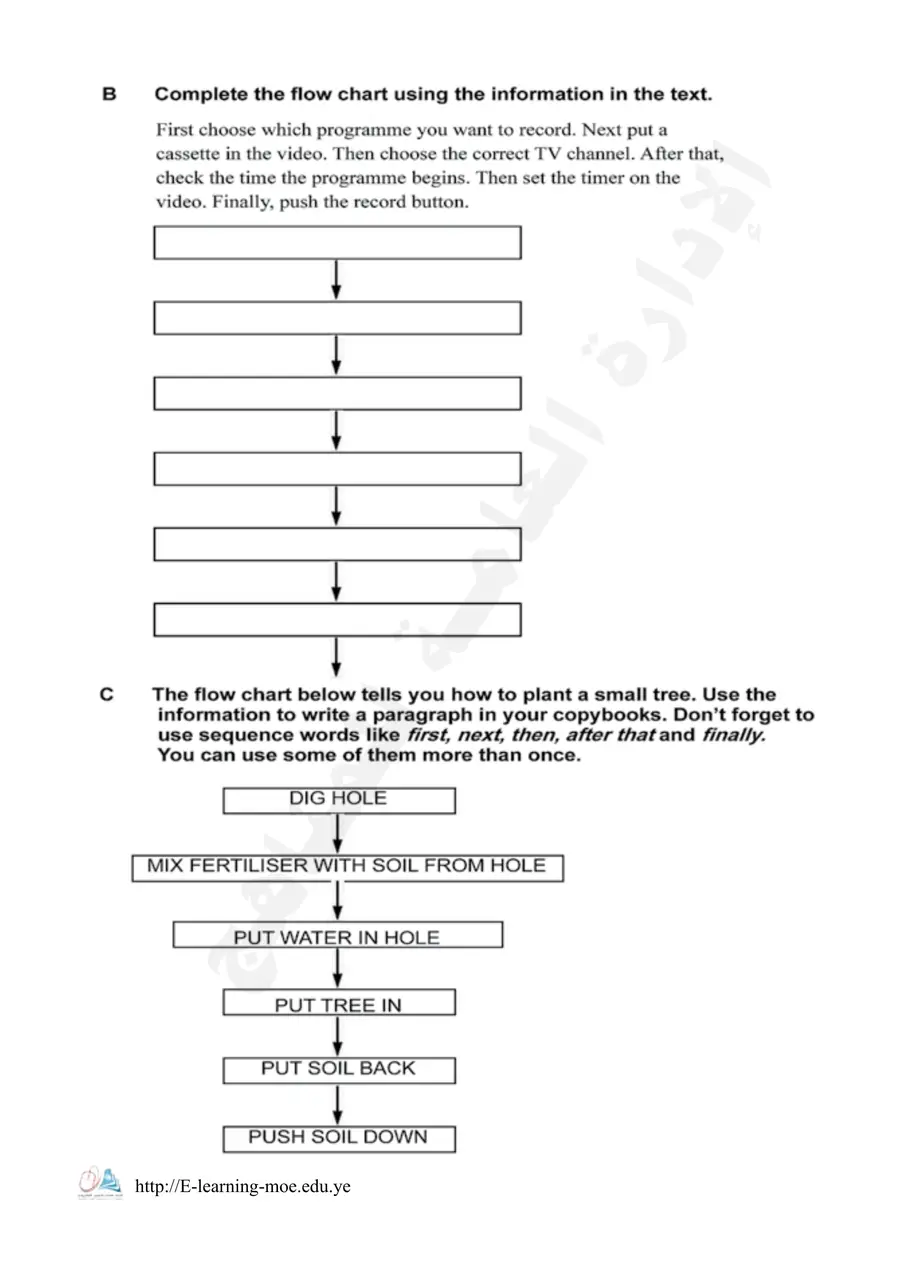 B Complete the flow chart using the information in the text.
First choose which programme you want to record. Next put a
cassette in the video. Then choose the correct TV channel. After that,
check the time the programme begins. Then set the timer on the
video. Finally, push the record button.
C The flow chart below tells you how to plant a small tree. Use the
information to write a paragraph in your copybooks. Don't forget to
use sequence words like first, next, then, after that and finally.
You can use some of them more than once.
DIG HOLE
MIX FERTILISER WITH SOIL FROM HOLE
PUT WATER IN HOLE
PUT TREE IN
PUT SOIL BACK
PUSH SOIL DOWN
http://E-learning-moe.edu.ye
الإدارة العامة للمناهج